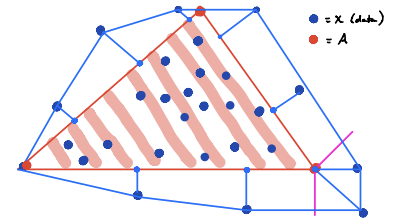 = x (data)
= A